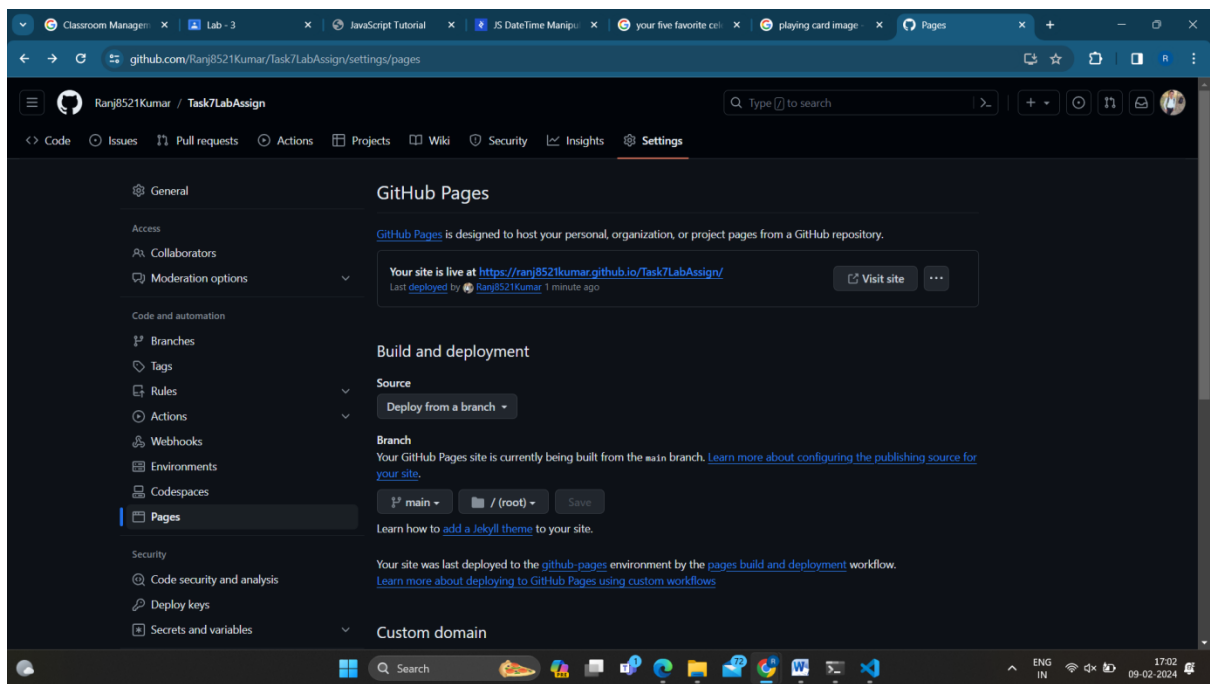 Classroom Managem
Lab - 3
JavaScript Tutorial
JS DateTime Manipu
your five favorite cele
playing card image -
Pages
github.com/Ranj8521Kumar/Task7LabAssign/settings/pages
R
Ranj8521Kumar / Task7LabAssign
Type / to search
Code
Issues
Pull requests
Actions
Projects
Wiki
Security
Insights
Settings
General
Access
Collaborators
Moderation options
Code and automation
Branches
Tags
Rules
Actions
Webhooks
Environments
Codespaces
Pages
Security
Code security and analysis
Deploy keys
Secrets and variables
GitHub Pages
GitHub Pages is designed to host your personal, organization, or project pages from a GitHub repository.
Your site is live at https://ranj8521kumar.github.io/Task7LabAssign/
Last deployed by Ranj8521Kumar 1 minute ago
Visit site
Build and deployment
Source
Deploy from a branch
Branch
Your GitHub Pages site is currently being built from the main branch. Learn more about configuring the publishing source for
your site.
main
/ (root)
Save
Learn how to add a Jekyll theme to your site.
Your site was last deployed to the github-pages environment by the pages build and deployment workflow.
Learn more about deploying to GitHub Pages using custom workflows
Custom domain
Search
72
ENG
IN
17:02
09-02-2024